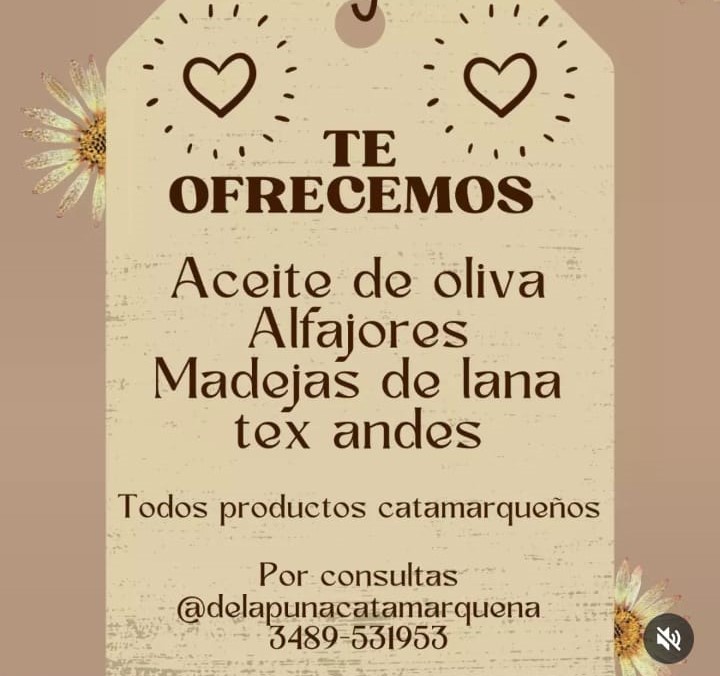 TE
OFRECEMOS
Aceite de oliva
Alfajores
Madejas de lana
tex andes
Todos productos catamarqueños
Por consultas
@delapunacatamarquena
3489-531953